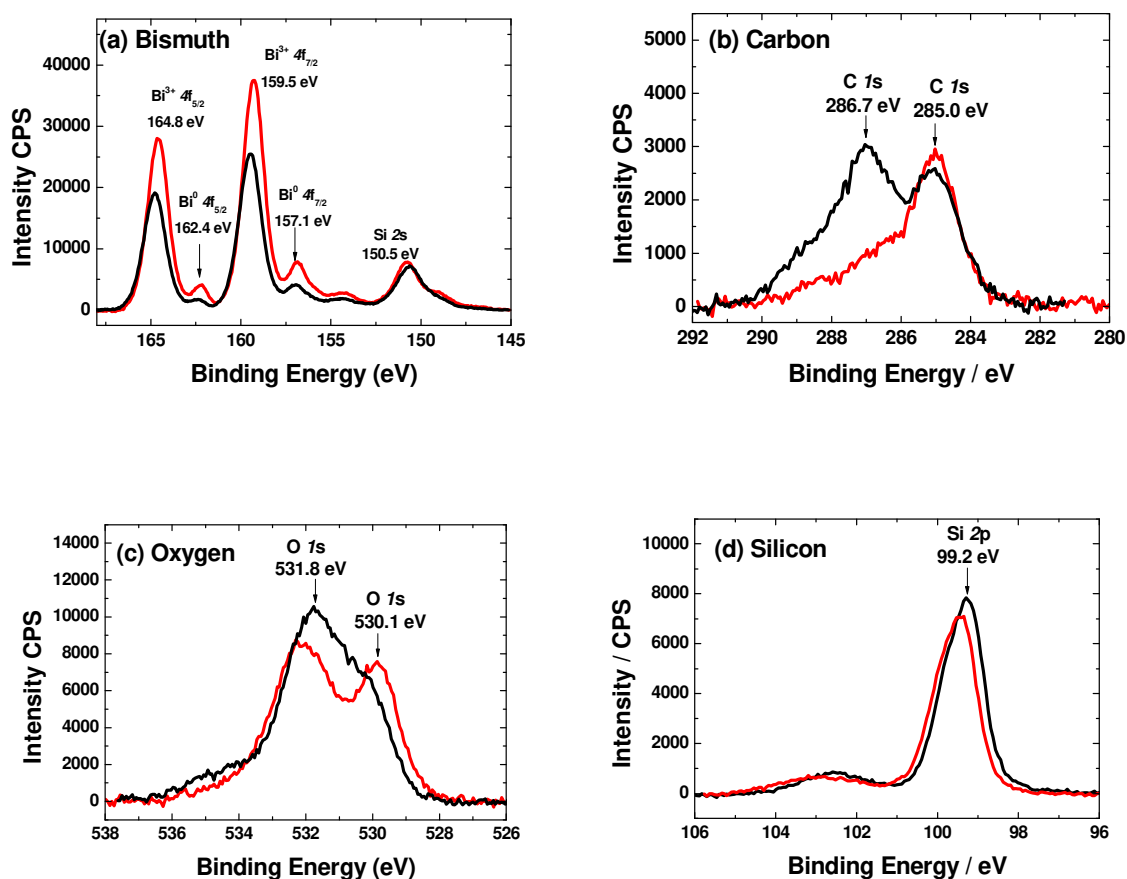 (a) Bismuth
Bi3+ 4f7/2
159.5 eV
Bi3+ 4f5/2
164.8 eV
Bi0 4f5/2
162.4 eV
Bi0 4f7/2
157.1 eV
Si 2s
150.5 eV
40000
30000
20000
10000
0
Intensity CPS
165 160 155 150 145
Binding Energy (eV)
(b) Carbon
C 1s
286.7 eV
C 1s
285.0 eV
5000
4000
3000
2000
1000
0
Intensity CPS
292 290 288 286 284 282 280
Binding Energy / eV
(c) Oxygen
O 1s
531.8 eV
O 1s
530.1 eV
14000
12000
10000
8000
6000
4000
2000
0
Intensity CPS
538 536 534 532 530 528 526
Binding Energy (eV)
(d) Silicon
Si 2p
99.2 eV
10000
8000
6000
4000
2000
0
Intensity / CPS
106 104 102 100 98 96
Binding Energy / eV